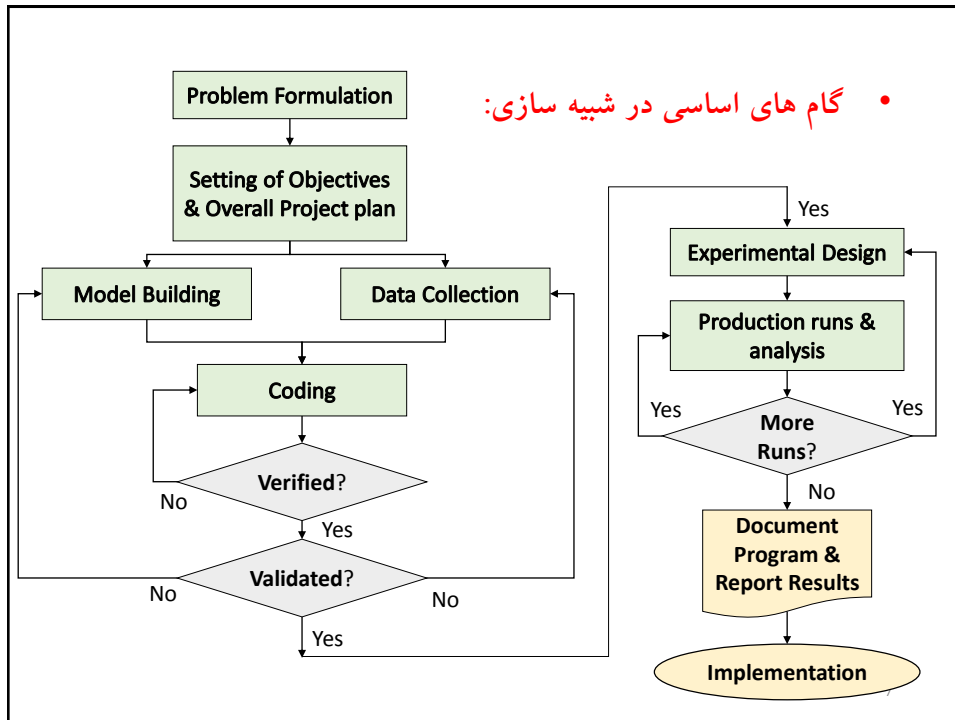 • گام های اساسی در شبیه سازی:
Problem Formulation
Setting of Objectives
& Overall Project plan
Model Building
Data Collection
Coding
Verified?
No
Yes
Validated?
No
No
Yes
Yes
Experimental Design
Production runs &
analysis
Yes
Yes
More
Runs?
No
Document
Program &
Report Results
Implementation